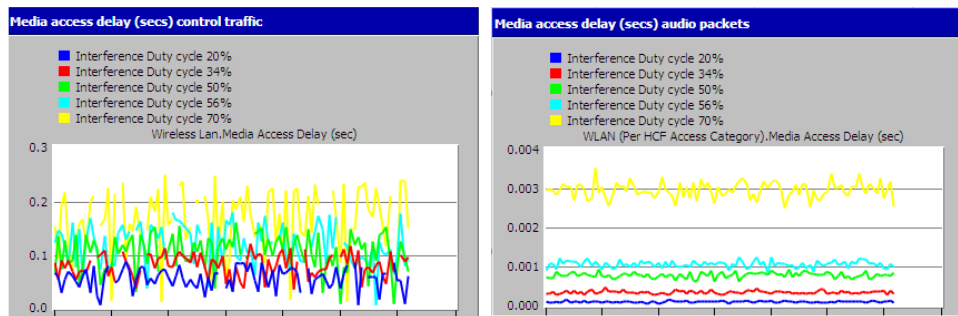 Media access delay (secs) control traffic
Interference Duty cycle 20%
Interference Duty cycle 34%
Interference Duty cycle 50%
Interference Duty cycle 56%
Interference Duty cycle 70%
Wireless Lan.Media Access Delay (sec)
0.3
0.2
0.1
0.0
Media access delay (secs) audio packets
Interference Duty cycle 20%
Interference Duty cycle 34%
Interference Duty cycle 50%
Interference Duty cycle 56%
Interference Duty cycle 70%
WLAN (Per HCF Access Category).Media Access Delay (sec)
0.004
0.003
0.002
0.001
0.000